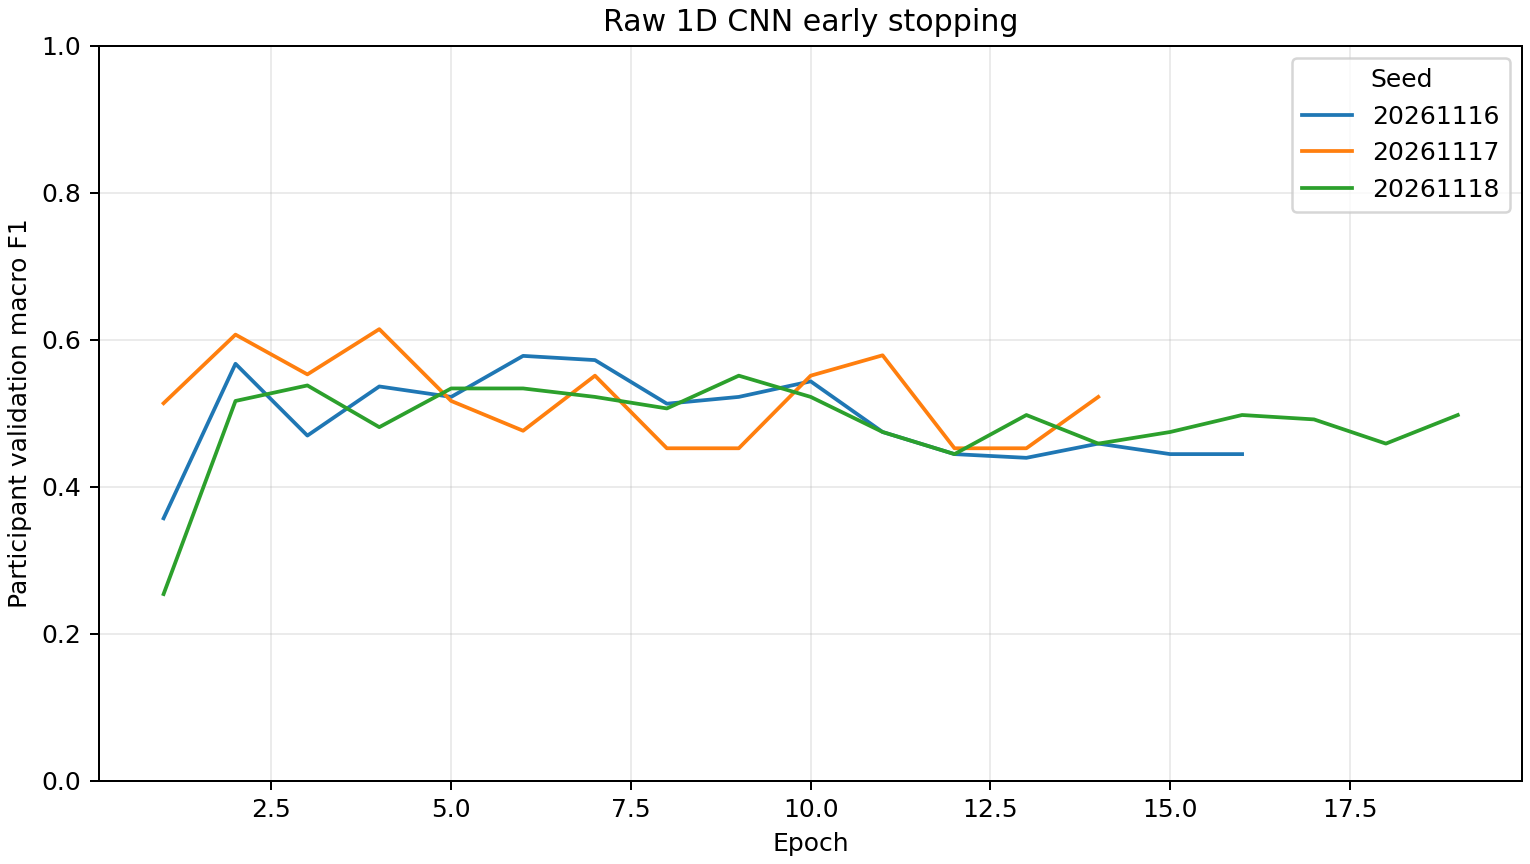 Raw 1D CNN early stopping
Seed
20261116
20261117
20261118
Participant validation macro F1
1.0
0.8
0.6
0.4
0.2
0.0
2.5 5.0 7.5 10.0 12.5 15.0 17.5
Epoch